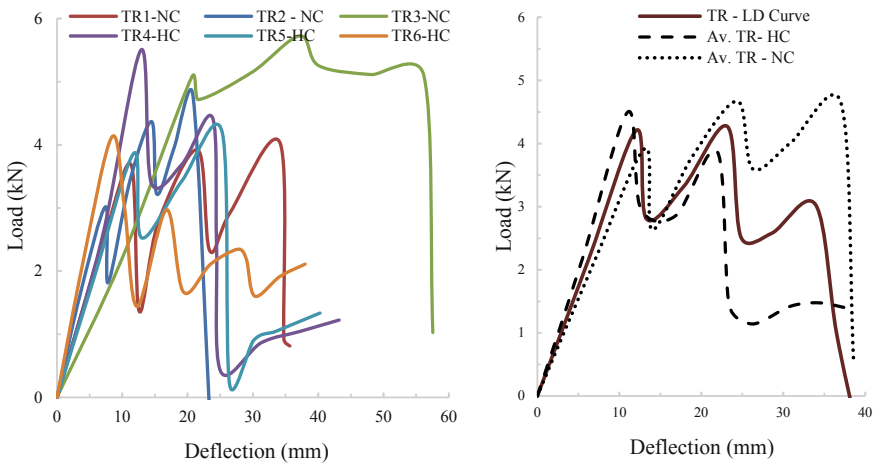 TR1-NC TR2 - NC TR3-NC
TR4-HC TR5-HC TR6-HC
6
4
2
0
Load (kN)
0 10 20 30 40 50 60
Deflection (mm)
TR - LD Curve
Av. TR- HC
Av. TR - NC
6
5
4
3
2
1
0
Load (kN)
0 10 20 30 40
Deflection (mm)